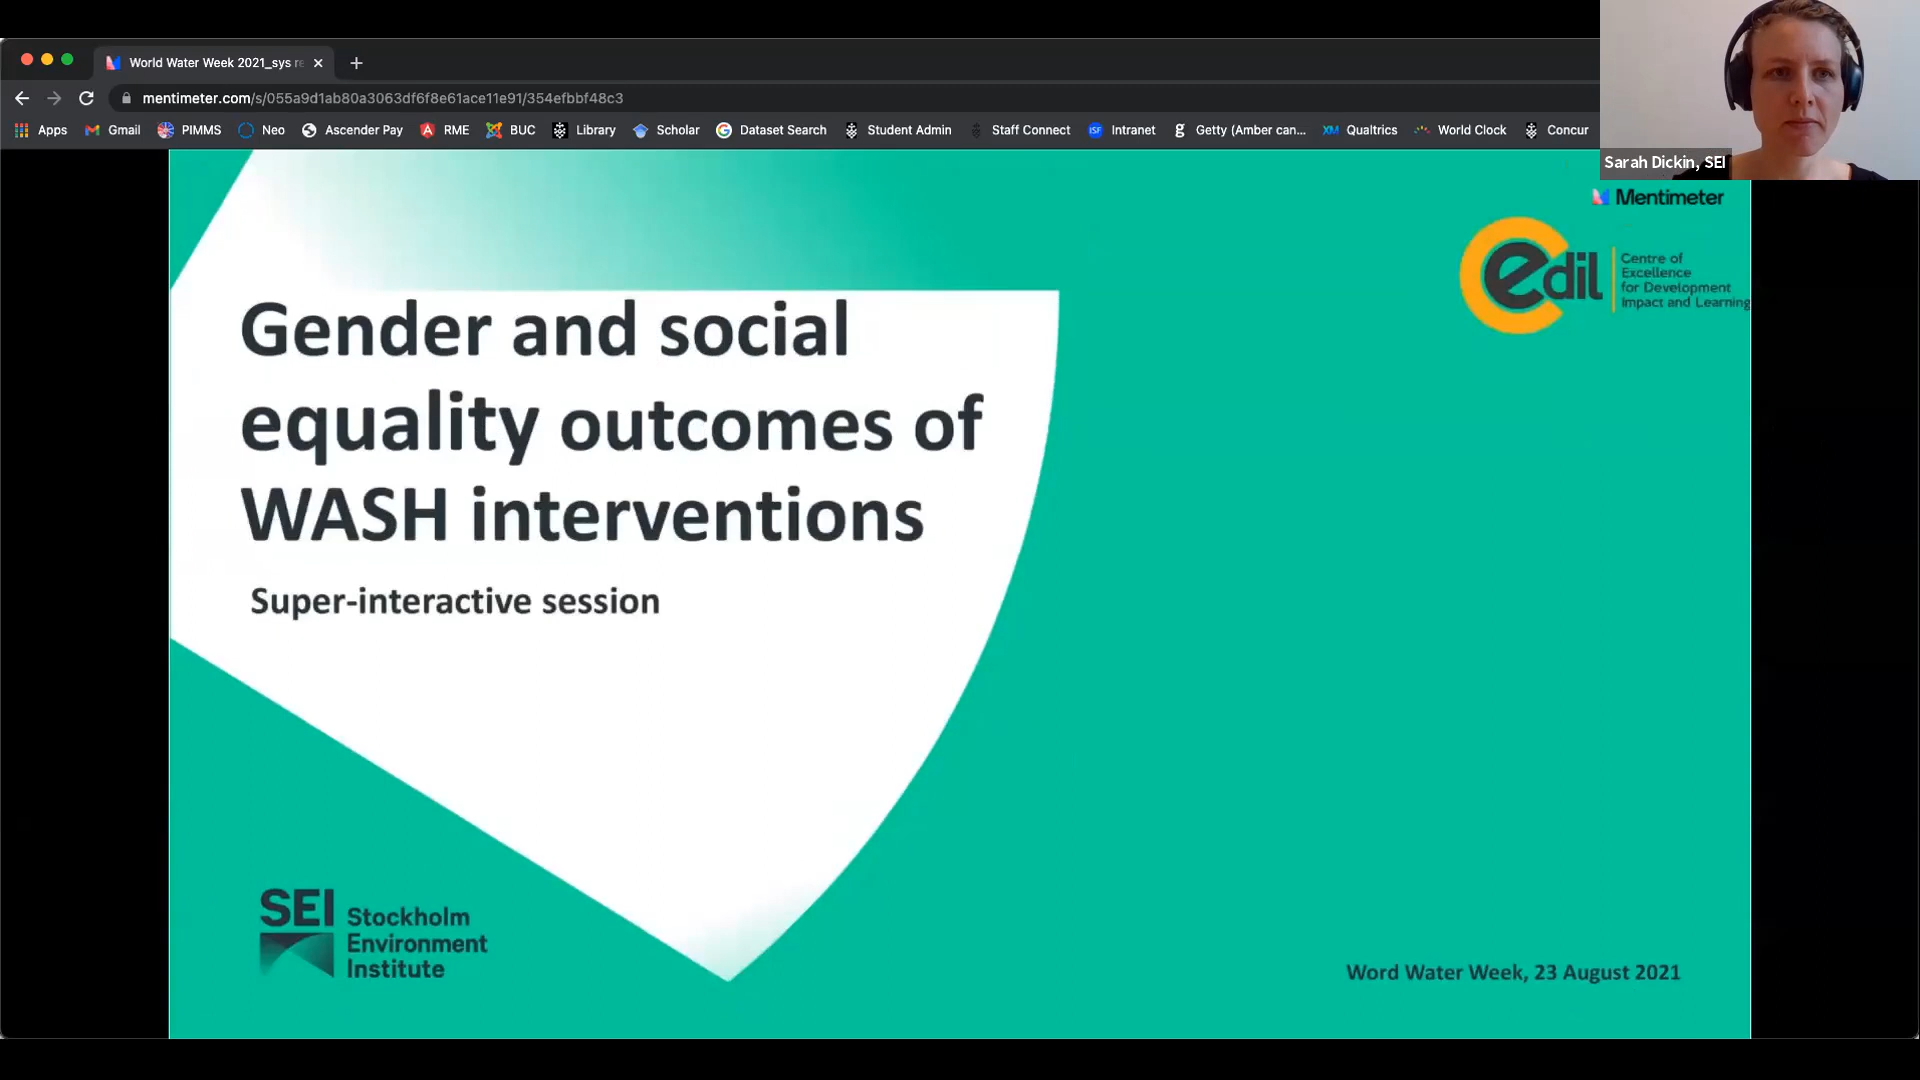 World Water Week 2021_sys re
mentimeter.com/s/055a9d1ab80a3063df6f8e61ace11e91/354efbbf48c3
Apps Gmail PIMMS Neo Ascender Pay RME BUC Library Scholar Dataset Search Student Admin Staff Connect Intranet Getty (Amber can... Qualtrics World Clock Concur
Sarah Dickin, SEI
Mentimeter
Cedil
Centre of
Excellence
for Development
Impact and Learning
Gender and social
equality outcomes of
WASH interventions
Super-interactive session
SEI Stockholm
Environment
Institute
Word Water Week, 23 August 2021